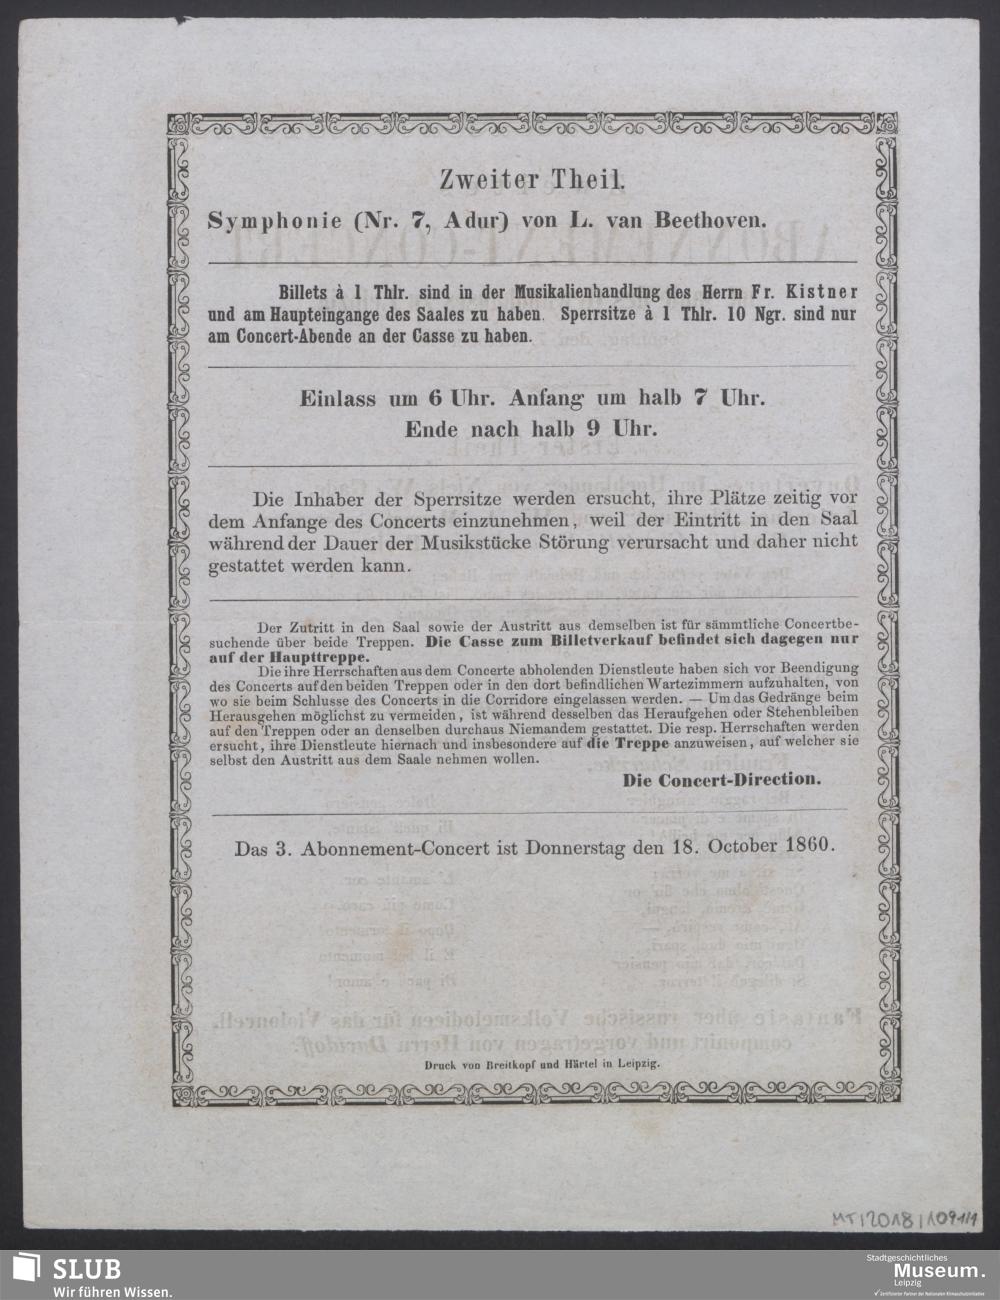 Zweiter Theil.
Symphonie (Nr. 7, Adur) von L. van Beethoven.
Billets à 1 Thlr. sind in der Musikalienhandlung des Herrn Fr. Kistner
und am Haupteingange des Saales zu haben. Sperrsitze à 1 Thlr. 10 Ngr. sind nur
am Concert-Abende an der Casse zu haben.
Einlass um 6 Uhr. Anfang um halb 7 Uhr.
Ende nach halb 9 Uhr.
Die Inhaber der Sperrsitze werden ersucht, ihre Plätze zeitig vor
dem Anfange des Concerts einzunehmen, weil der Eintritt in den Saal
während der Dauer der Musikstücke Störung verursacht und daher nicht
gestattet werden kann.
Der Zutritt in den Saal sowie der Austritt aus demselben ist für sämmtliche Concertbe-
suchende über beide Treppen. Die Casse zum Billetverkauf befindet sich dagegen nur
auf der Haupttreppe.
Die ihre Herrschaften aus dem Concerte abholenden Dienstleute haben sich vor Beendigung
des Concerts auf den beiden Treppen oder in den dort befindlichen Wartezimmern aufzuhalten, von
wo sie beim Schlusse des Concerts in die Corridore eingelassen werden. — Um das Gedränge beim
Herausgehen möglichst zu vermeiden, ist während desselben das Heraufgehen oder Stehenbleiben
auf den Treppen oder an denselben durchaus Niemandem gestattet. Die resp. Herrschaften werden
ersucht, ihre Dienstleute hiernach und insbesondere auf die Treppe anzuweisen, auf welcher sie
selbst den Austritt aus dem Saale nehmen wollen.
Die Concert-Direction.
Das 3. Abonnement-Concert ist Donnerstag den 18. October 1860.
Druck von Breitkopf und Härtel in Leipzig.
MT/2018/1091/1
SLUB
Wir führen Wissen.
Stadtgeschichtliches
Museum.
Leipzig
Zertifizierter Partner der Nationalen Klimaschutzinitiative